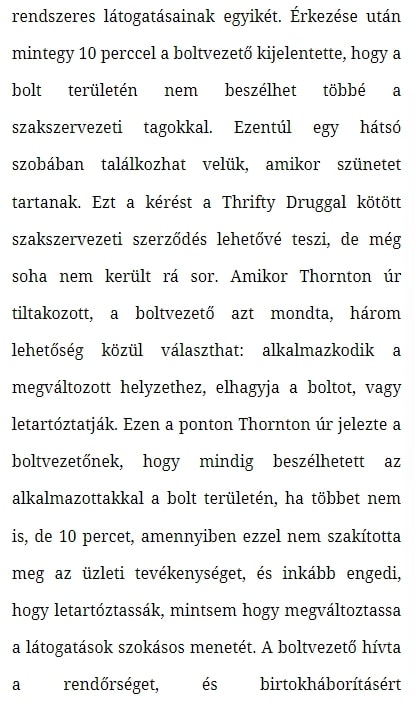 rendszeres látogatásainak egyikét. Érkezése után
mintegy 10 perccel a boltvezető kijelentette, hogy a
bolt területén nem beszélhet többé a
szakszervezeti tagokkal. Ezentúl egy hátsó
szobában találkozhat velük, amikor szünetet
tartanak. Ezt a kérést a Thrifty Druggal kötött
szakszervezeti szerződés lehetővé teszi, de még
soha nem került rá sor. Amikor Thornton úr
tiltakozott, a boltvezető azt mondta, három
lehetőség közül választhat: alkalmazkodik a
megváltozott helyzethez, elhagyja a boltot, vagy
letartóztatják. Ezen a ponton Thornton úr jelezte a
boltvezetőnek, hogy mindig beszélhetett az
alkalmazottakkal a bolt területén, ha többet nem
is, de 10 percet, amennyiben ezzel nem szakította
meg az üzleti tevékenységet, és inkább engedi,
hogy letartóztassák, mintsem hogy megváltoztassa
a látogatások szokásos menetét. A boltvezető hívta
a rendőrséget, és birtokháborításért